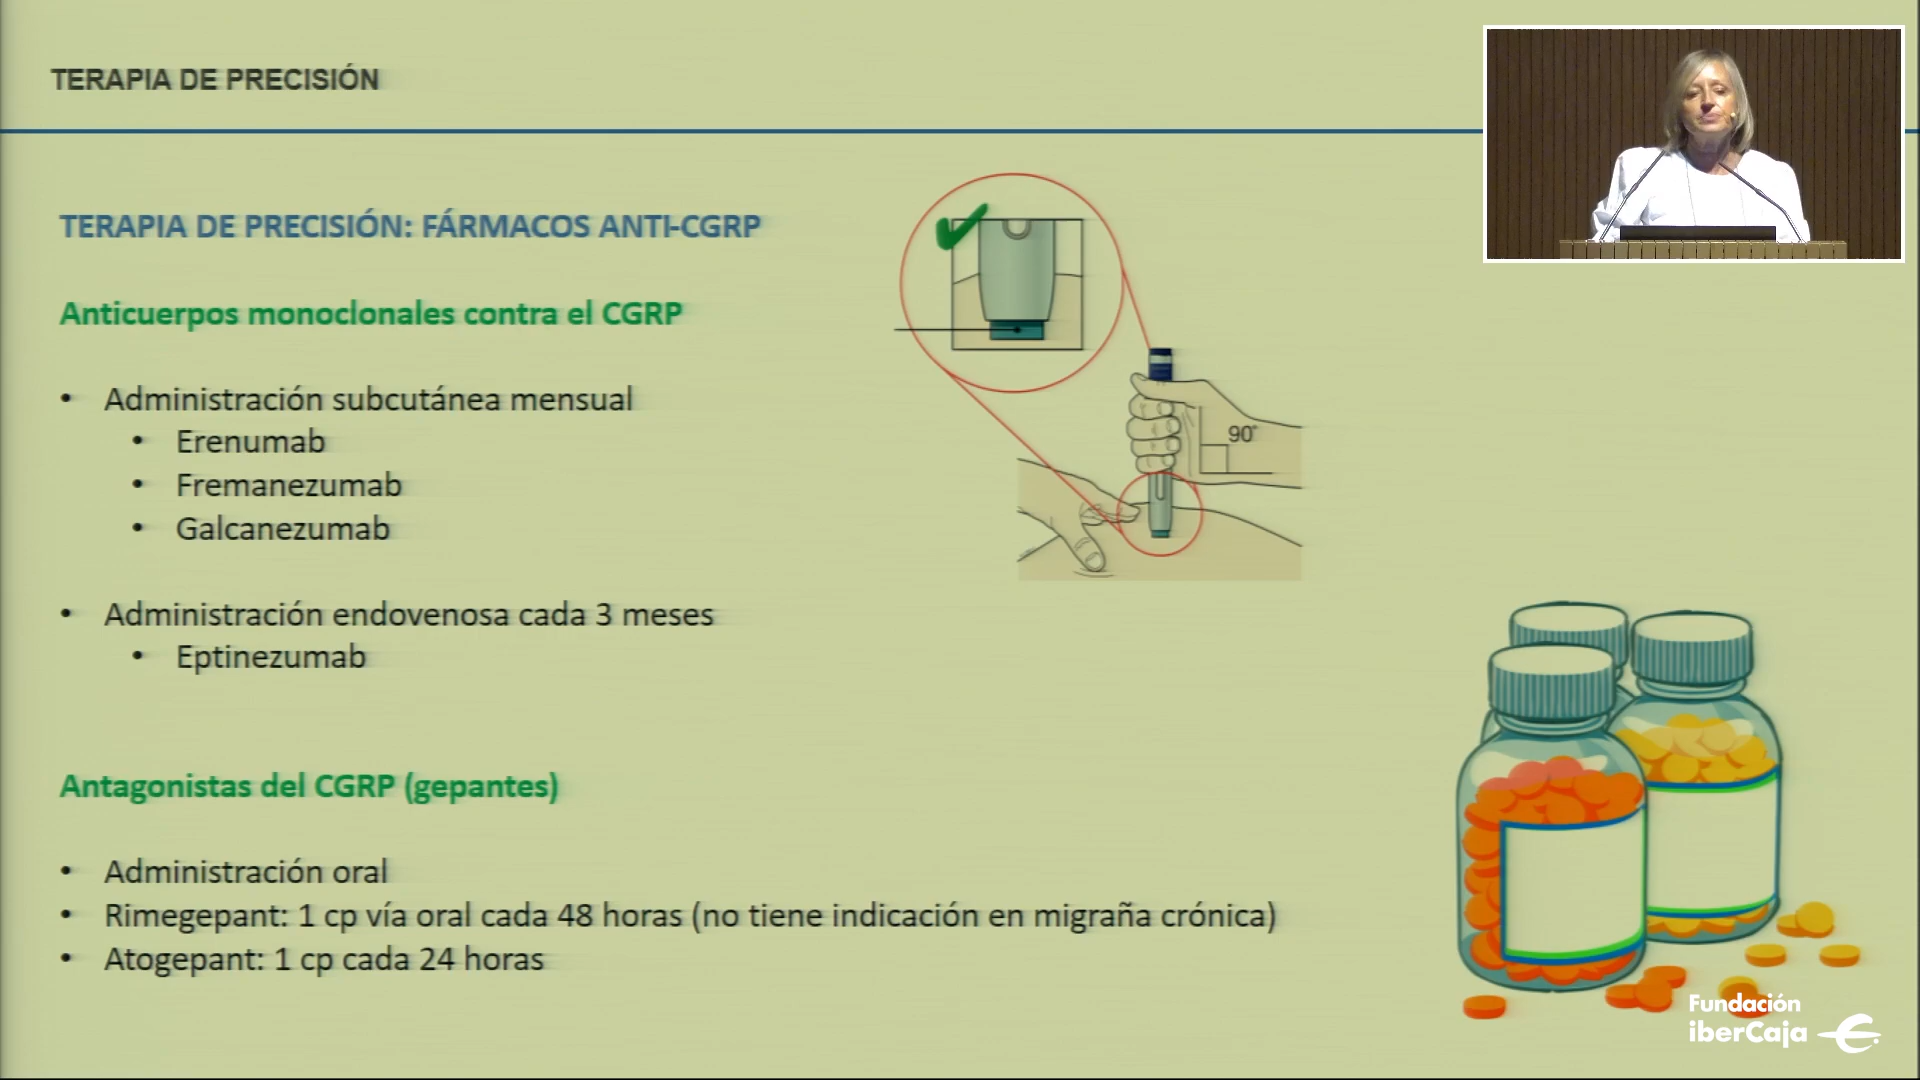 TERAPIA DE PRECISIÓN
TERAPIA DE PRECISIÓN: FÁRMACOS ANTI-CGRP
Anticuerpos monoclonales contra el CGRP
• Administración subcutánea mensual
• Erenumab
• Fremanezumab
• Galcanezumab
• Administración endovenosa cada 3 meses
• Eptinezumab
90°
Antagonistas del CGRP (gepantes)
• Administración oral
• Rimegepant: 1 cp vía oral cada 48 horas (no tiene indicación en migraña crónica)
• Atogepant: 1 cp cada 24 horas
Fundación
iberCaja